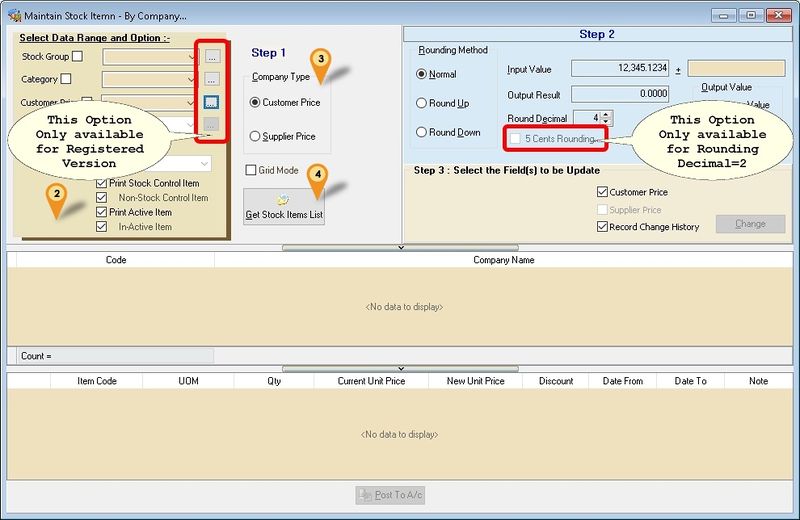 Maintain Stock Itemn - By Company...
Select Data Range and Option :-
Stock Group
...
Category
...
Customer
...
...
This Option
Only available
for Registered
Version
Print Stock Control Item
Non-Stock Control Item
Print Active Item
In-Active Item
2
Step 1
3
Company Type
Customer Price
Supplier Price
Grid Mode
4
Get Stock Items List
Step 2
Rounding Method
Normal
Round Up
Round Down
Input Value
12,345.1234
+
Output Result
0.0000
Round Decimal
4
5 Cents Rounding...
Output Value
Value
This Option
Only available
for Rounding
Decimal=2
Step 3 : Select the Field(s) to be Update
Customer Price
Supplier Price
Record Change History
Change
Code Company Name
<No data to display>
Count =
Item Code UOM Qty Current Unit Price New Unit Price Discount Date From Date To Note
<No data to display>
Post To A/c